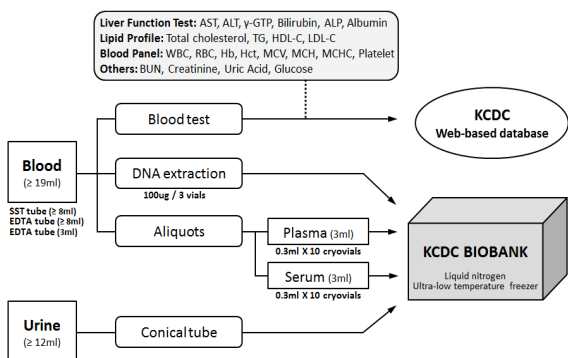 Liver Function Test: AST, ALT, γ-GTP, Bilirubin, ALP, Albumin
Lipid Profile: Total cholesterol, TG, HDL-C, LDL-C
Blood Panel: WBC, RBC, Hb, Hct, MCV, MCH, MCHC, Platelet
Others: BUN, Creatinine, Uric Acid, Glucose
Blood test
KCDC
Web-based database
Blood
(≥ 19ml)
SST tube (≥ 8ml)
EDTA tube (≥ 8ml)
EDTA tube (3ml)
DNA extraction
100ug / 3 vials
Aliquots
Plasma (3ml)
0.3ml X 10 cryovials
Serum (3ml)
0.3ml X 10 cryovials
KCDC BIOBANK
Liquid nitrogen
Ultra-low temperature freezer
Urine
(≥ 12ml)
Conical tube